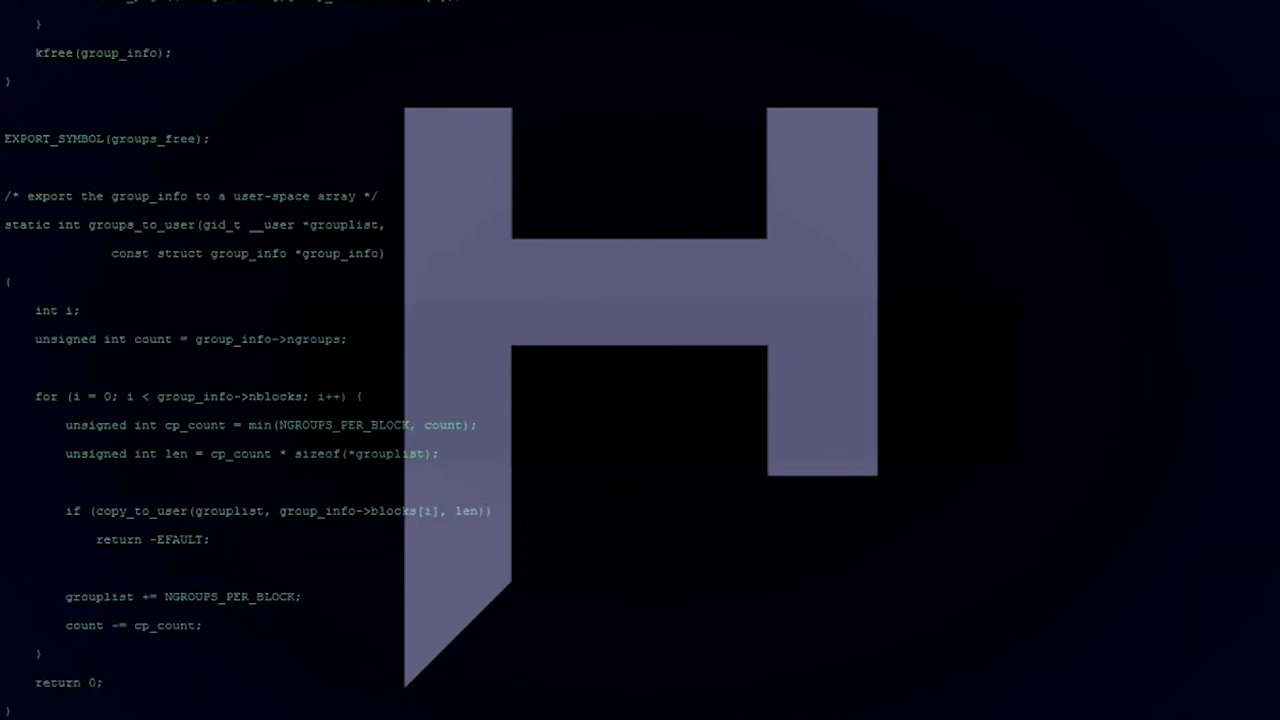 }
kfree(group_info);
}
EXPORT_SYMBOL(groups_free);
/* export the group_info to a user-space array */
static int groups_to_user(gid_t __user *grouplist,
const struct group_info *group_info)
{
int i;
unsigned int count = group_info->ngroups;
for (i = 0; i < group_info->nblocks; i++) {
unsigned int cp_count = min(NGROUPS_PER_BLOCK, count);
unsigned int len = cp_count * sizeof(*grouplist);
if (copy_to_user(grouplist, group_info->blocks[i], len))
return -EFAULT;
grouplist += NGROUPS_PER_BLOCK;
count -= cp_count;
}
return 0;
}